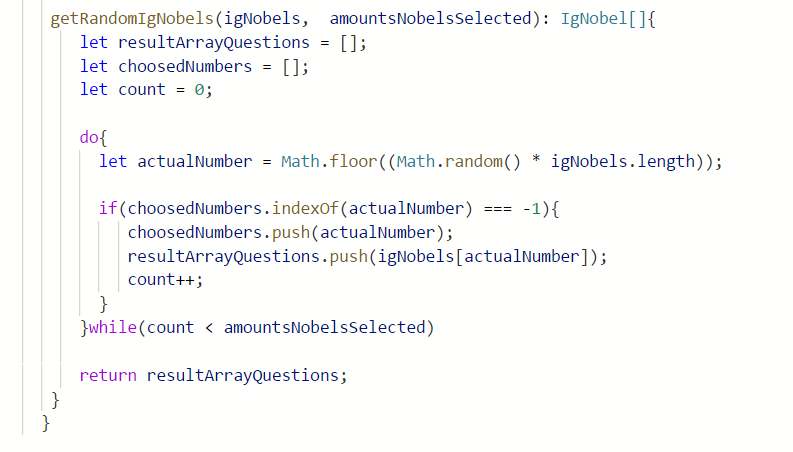 getRandomIgNobels(igNobels,  amountsNobelsSelected): IgNobel[]{
let resultArrayQuestions = [];
let choosedNumbers = [];
let count = 0;
do{
let actualNumber = Math.floor((Math.random() * igNobels.length));
if(choosedNumbers.indexOf(actualNumber) === -1){
choosedNumbers.push(actualNumber);
resultArrayQuestions.push(igNobels[actualNumber]);
count++;
}
}while(count < amountsNobelsSelected)
return resultArrayQuestions;
}
}